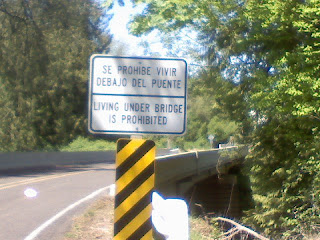 SE PROHIBE VIVIR
DEBAJO DEL PUENTE
LIVING UNDER BRIDGE
IS PROHIBITED